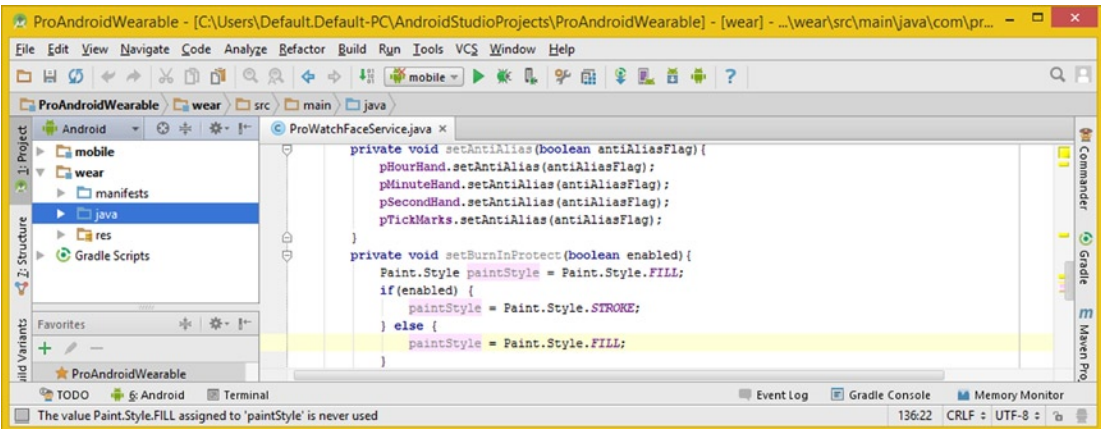 ProAndroidWearable - [C:\Users\Default.Default-PC\AndroidStudioProjects\ProAndroidWearable] - [wear] - ...\wear\src\main\java\com\pr...
File Edit View Navigate Code Analyze Refactor Build Run Tools VCS Window Help
mobile
ProAndroidWearable wear src main java
1: Project
2: Structure
ild Variants
Android
mobile
wear
manifests
java
res
Gradle Scripts
Favorites
ProAndroidWearable
ProWatchFaceService.java
private void setAntiAlias(boolean antiAliasFlag){
pHourHand.setAntiAlias(antiAliasFlag);
pMinuteHand.setAntiAlias(antiAliasFlag);
pSecondHand.setAntiAlias(antiAliasFlag);
pTickMarks.setAntiAlias(antiAliasFlag);
}
private void setBurnInProtect(boolean enabled){
Paint.Style paintStyle = Paint.Style.FILL;
if(enabled) {
paintStyle = Paint.Style.STROKE;
} else {
paintStyle = Paint.Style.FILL;
}
Commander
Gradle
m Maven Pro
TODO 6: Android Terminal Event Log Gradle Console Memory Monitor
The value Paint.Style.FILL assigned to 'paintStyle' is never used 136:22 CRLF UTF-8